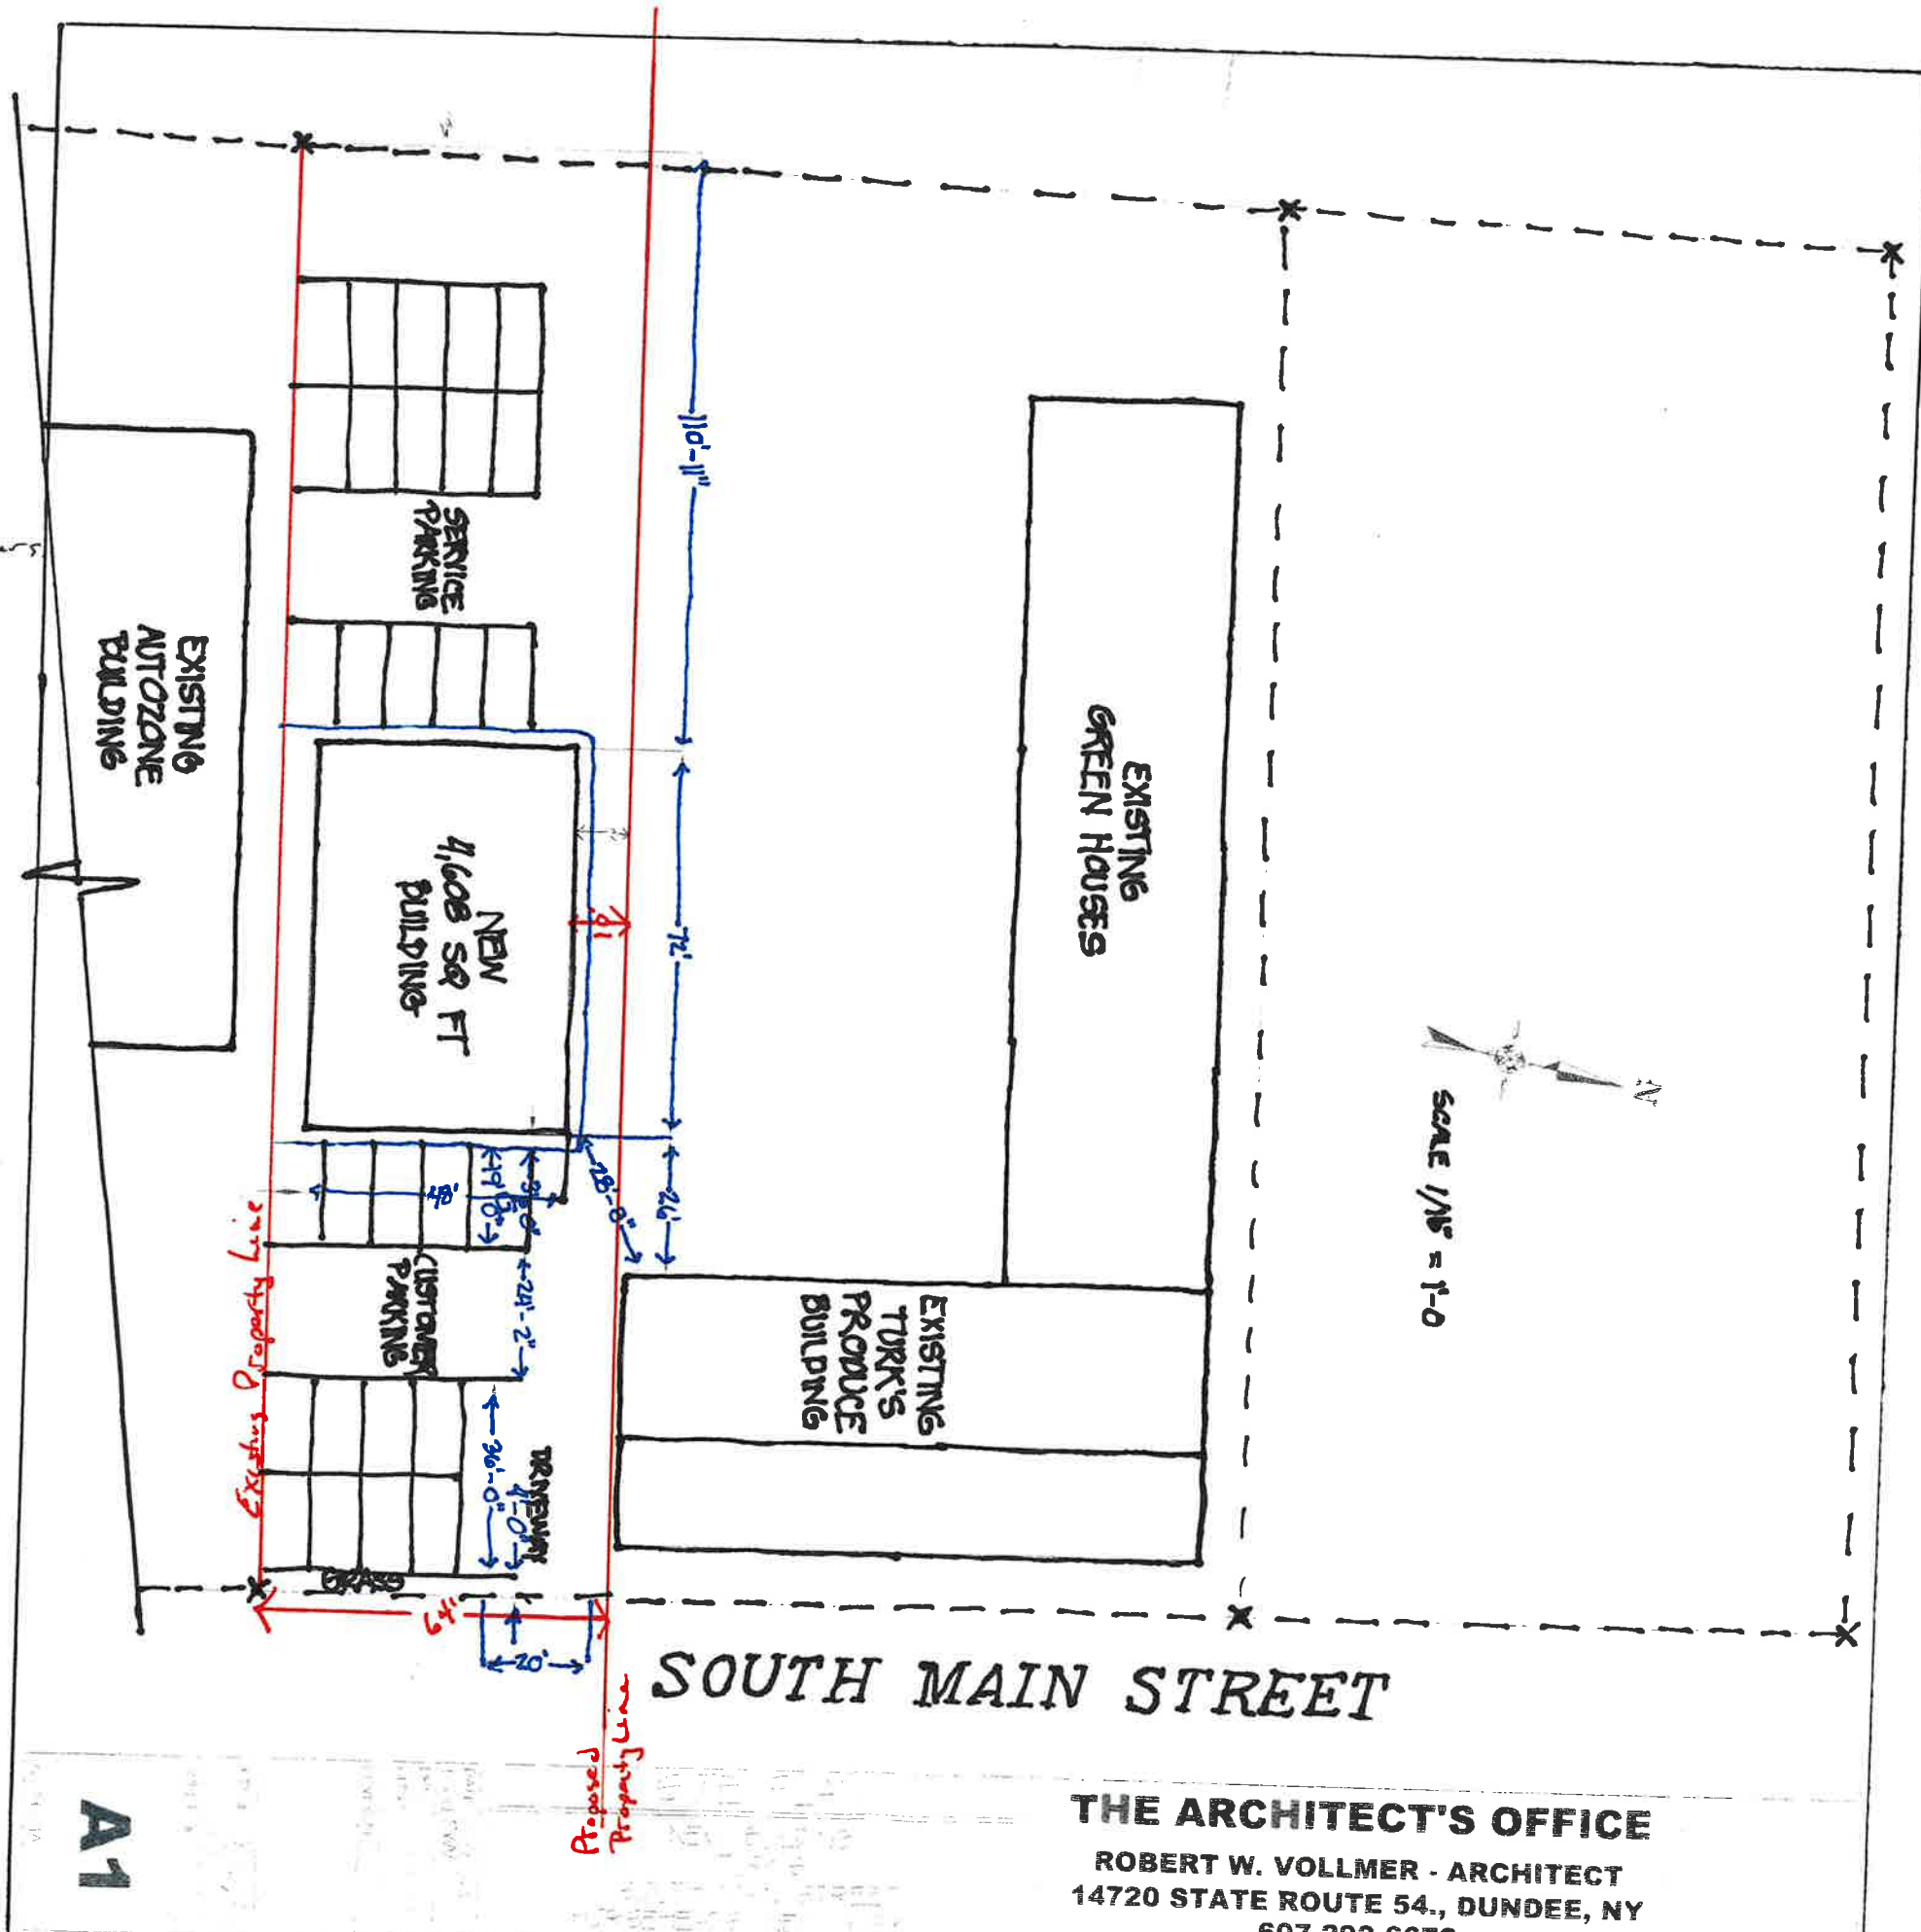 110'-11"
SERVICE
PARKING
EXISTING
AUTOZONE
BUILDING
EXISTING
GREEN HOUSES
NEW
4,608 SQ FT
BUILDING
10'
72'
N
SCALE 1/16" = 1'-0
28'-0"
26'
48'
19'-0"
24'-2"
CUSTOMER
PARKING
Existing Property Line
EXISTING
TURK'S
PRODUCE
BUILDING
DRIVEWAY
36'-0"
4'-0"
GRASS
64'
20'
Proposed
Property Line
SOUTH MAIN STREET
THE ARCHITECT'S OFFICE
ROBERT W. VOLLMER - ARCHITECT
14720 STATE ROUTE 54., DUNDEE, NY
A1